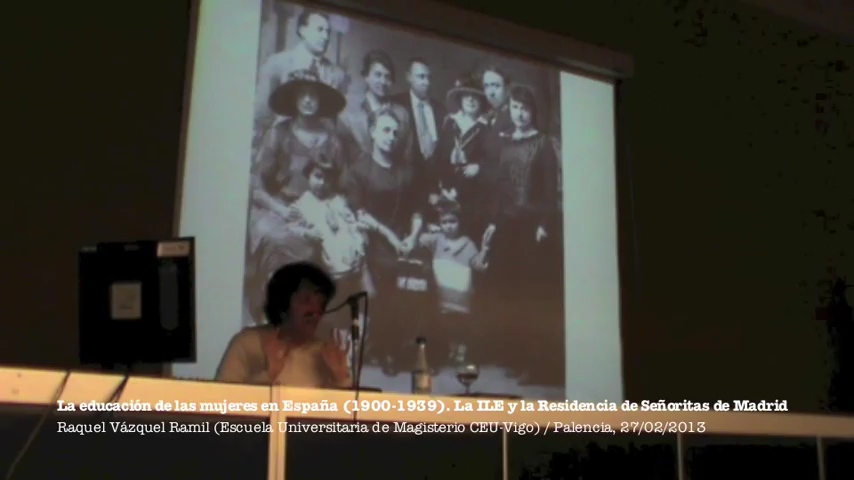 La educación de las mujeres en España (1900-1939). La ILE y la Residencia de Señoritas de Madrid
Raquel Vázquel Ramil (Escuela Universitaria de Magisterio CEU-Vigo) / Palencia, 27/02/2013